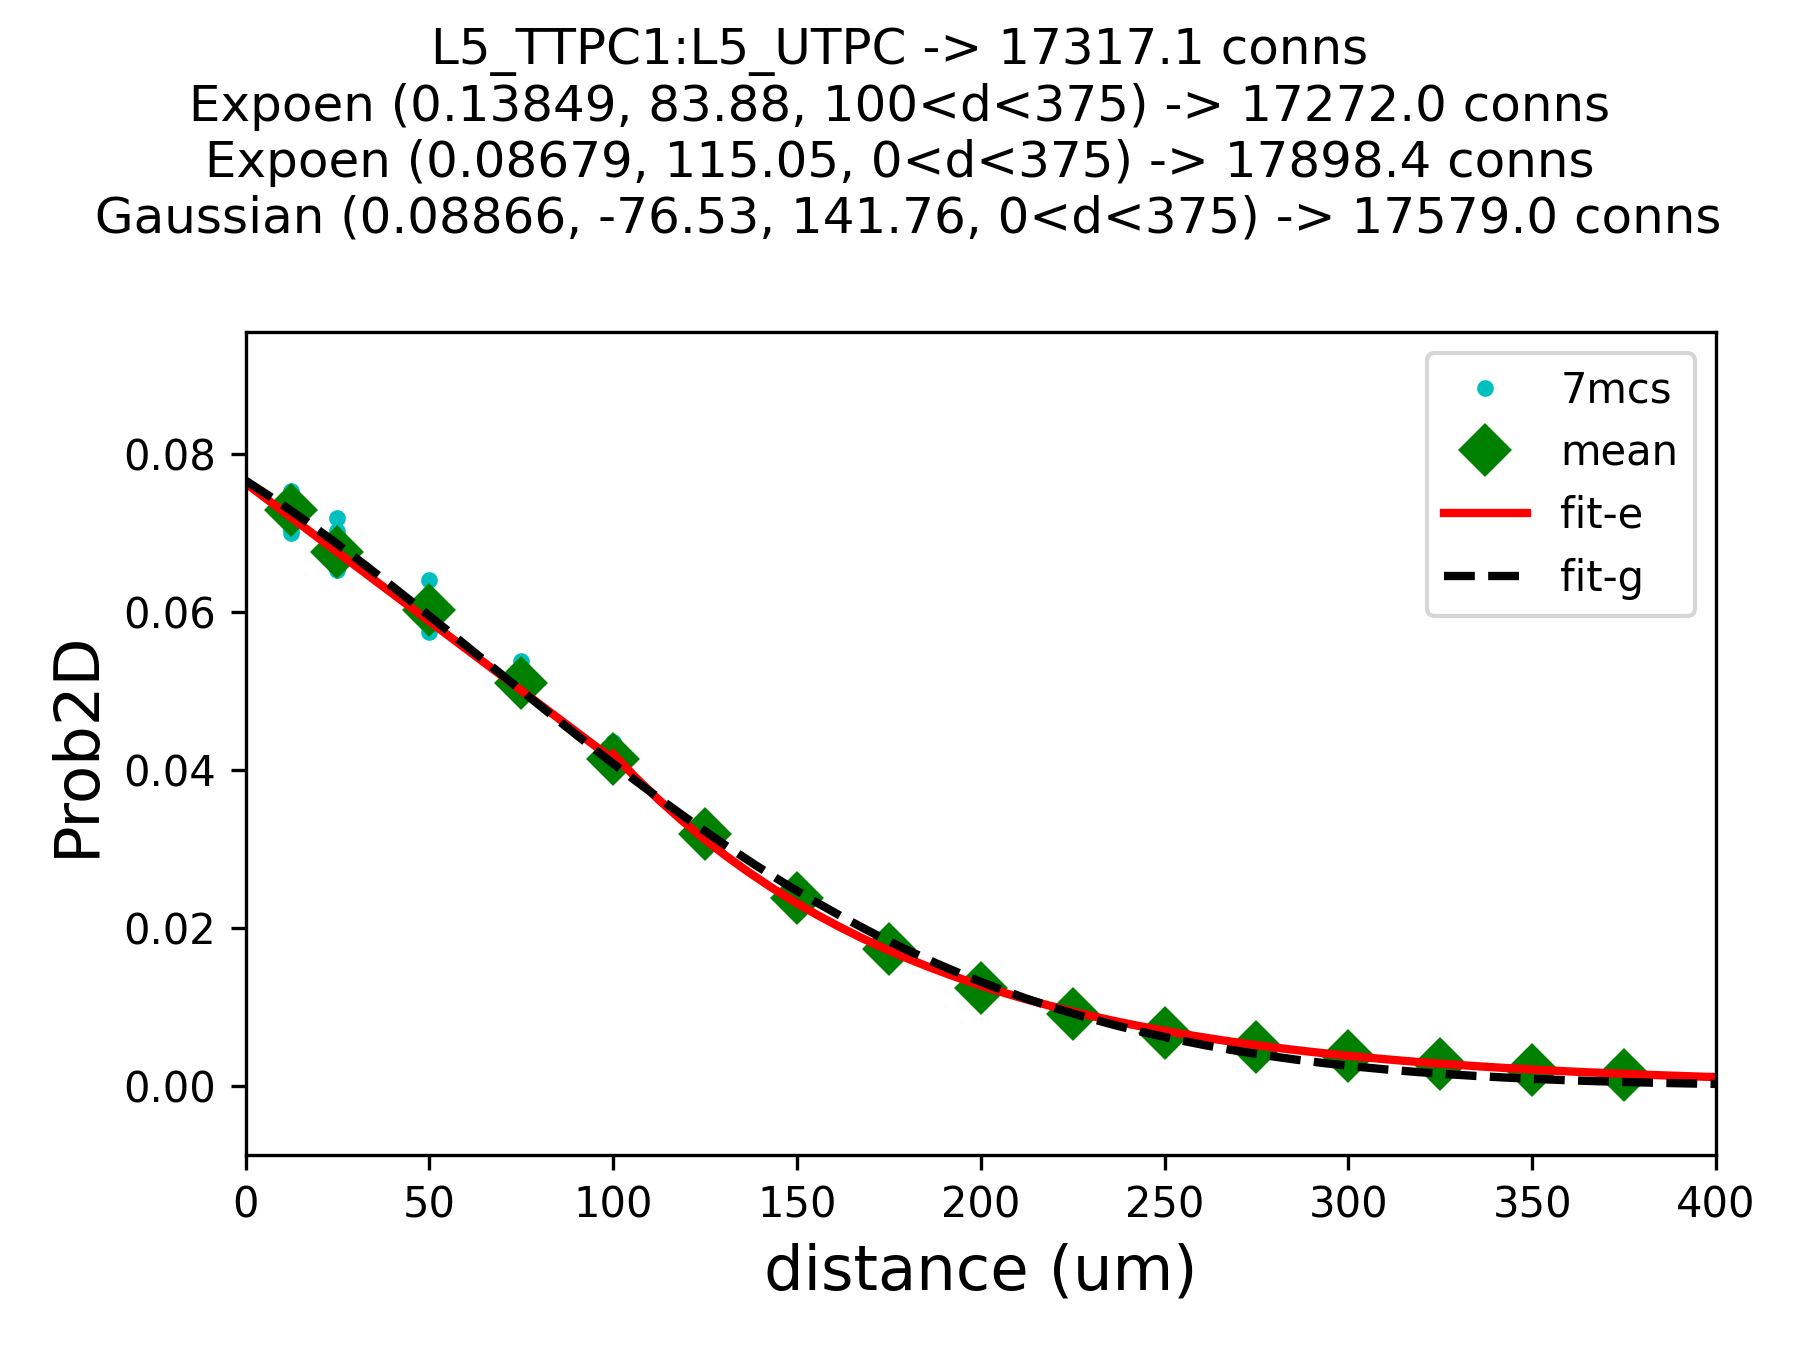 L5_TTPC1:L5_UTPC -> 17317.1 conns
Expoen (0.13849, 83.88, 100<d<375) -> 17272.0 conns
Expoen (0.08679, 115.05, 0<d<375) -> 17898.4 conns
Gaussian (0.08866, -76.53, 141.76, 0<d<375) -> 17579.0 conns
7mcs
mean
fit-e
fit-g
0.08
0.06
0.04
0.02
0.00
Prob2D
0 50 100 150 200 250 300 350 400
distance (um)